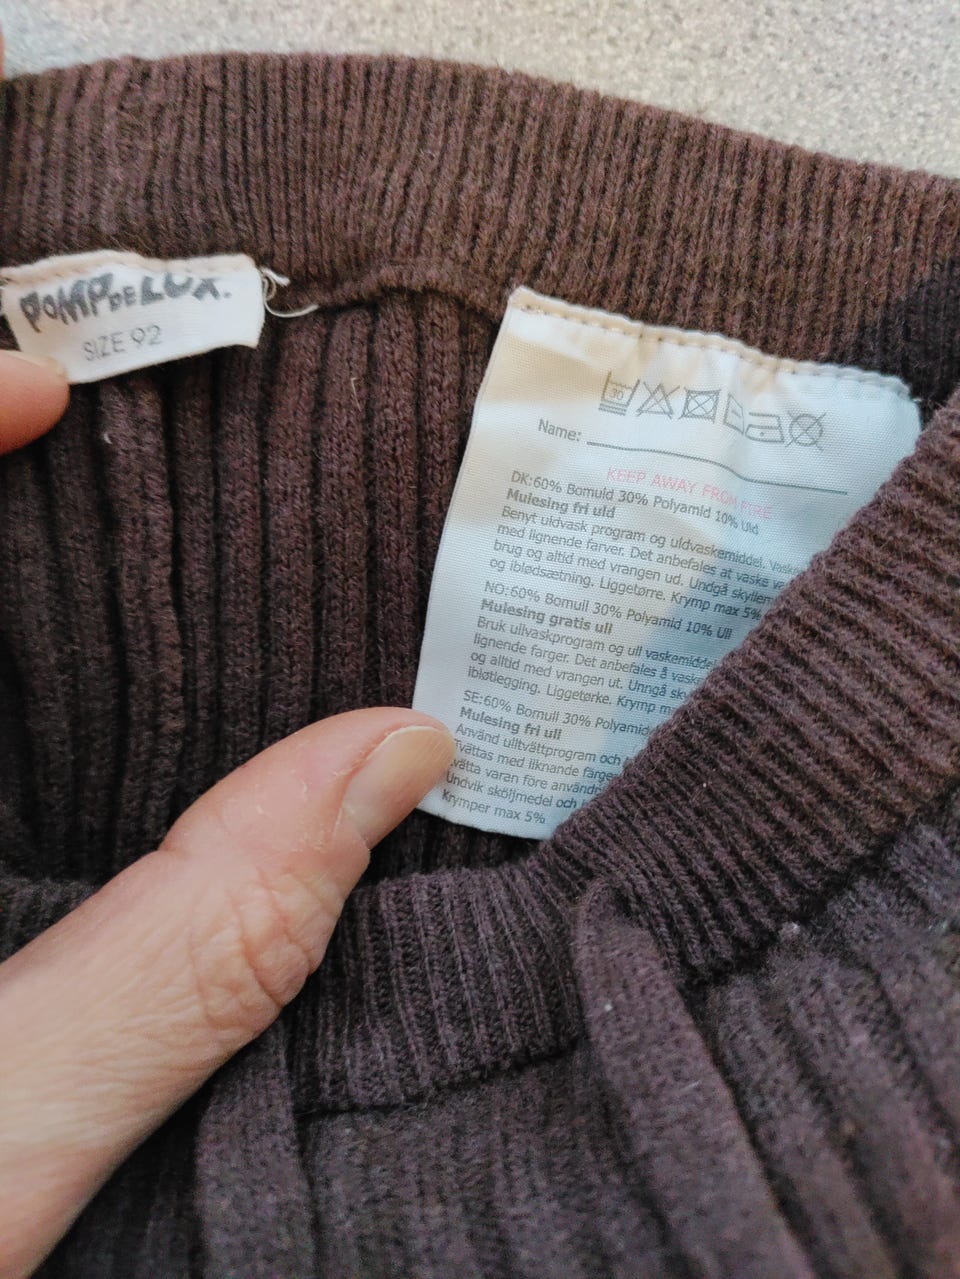 POMP DE LUX.
SIZE 92
30
Name:
KEEP AWAY FROM FIRE
DK:60% Bomuld 30% Polyamid 10% Uld
Mulesing fri uld
Benyt uldvask program og uldvaskemiddel. Vaskes
med lignende farver. Det anbefales at vaske
brug og altid med vrangen ud. Undgå
og iblødsætning. Liggetørre. Krymp max 5%
NO:60% Bomull 30% Polyamid 10% Ull
Mulesing gratis ull
Bruk ullvaskprogram og ull vaskemiddel
lignende farger. Det anbefales å
og alltid med vrangen ut. Unngå
ibløtlegging. Liggetørke. Krymp
SE:60% Bomull 30% Polyamid
Mulesing fri ull
Använd ulltvättprogram och
Tvättas med liknande färger
tvätta varan före
Undvik sköljmedel och
Krymper max 5%